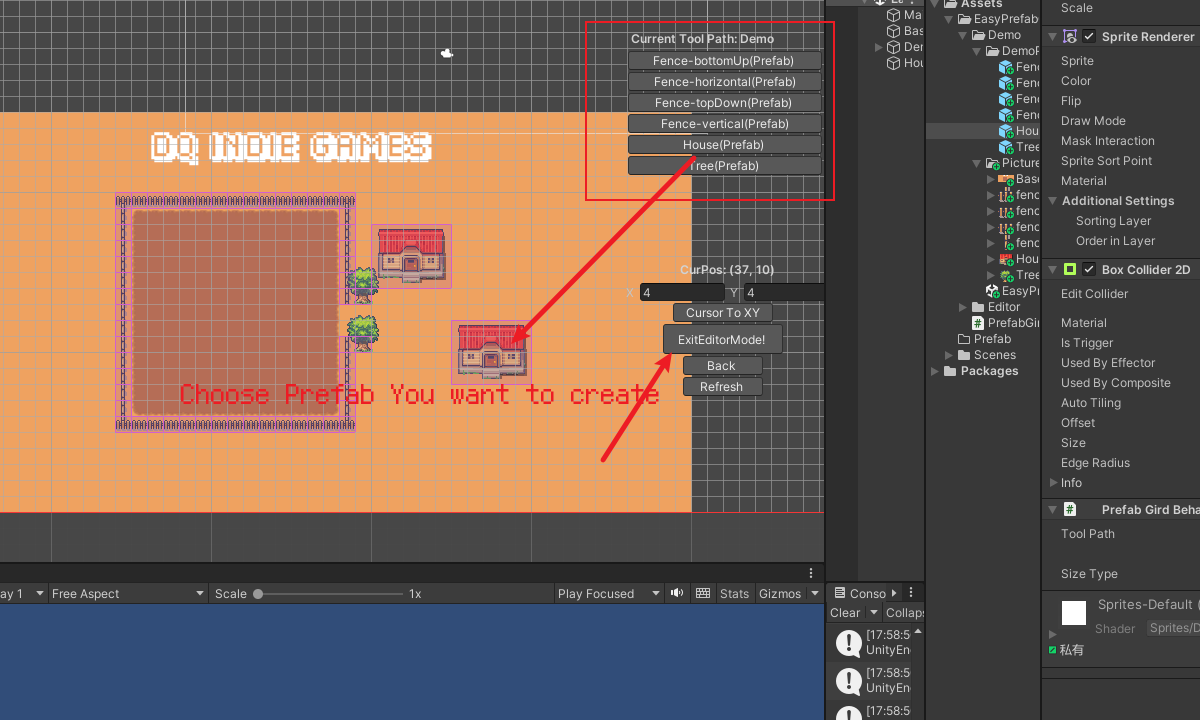 Current Tool Path: Demo
Fence-bottomUp(Prefab)
Fence-horizontal(Prefab)
Fence-topDown(Prefab)
Fence-vertical(Prefab)
House(Prefab)
Tree(Prefab)
DQ INDIE GAMES
CurPos: (37, 10)
X 4 Y 4
Cursor To XY
ExitEditorMode!
Back
Refresh
Choose Prefab You want to create
ay 1
Free Aspect
Scale
1x
Play Focused
Stats
Gizmos
Ma
Bas
Der
Hou
Assets
EasyPrefab
Demo
DemoP
Fenc
Fenc
Fenc
Fenc
Hou
Tree
Picture
Base
fenc
fenc
fenc
fenc
Hou
Tree
EasyPr
Editor
PrefabGir
Prefab
Scenes
Packages
Conso
Clear
Collaps
[17:58:5
UnityEn
[17:58:5
UnityEn
[17:58:5
Scale
Sprite Renderer
Sprite
Color
Flip
Draw Mode
Mask Interaction
Sprite Sort Point
Material
Additional Settings
Sorting Layer
Order in Layer
Box Collider 2D
Edit Collider
Material
Is Trigger
Used By Effector
Used By Composite
Auto Tiling
Offset
Size
Edge Radius
Info
# Prefab Gird Beha
Tool Path
Size Type
Sprites-Default (
Shader Sprites/D
私有